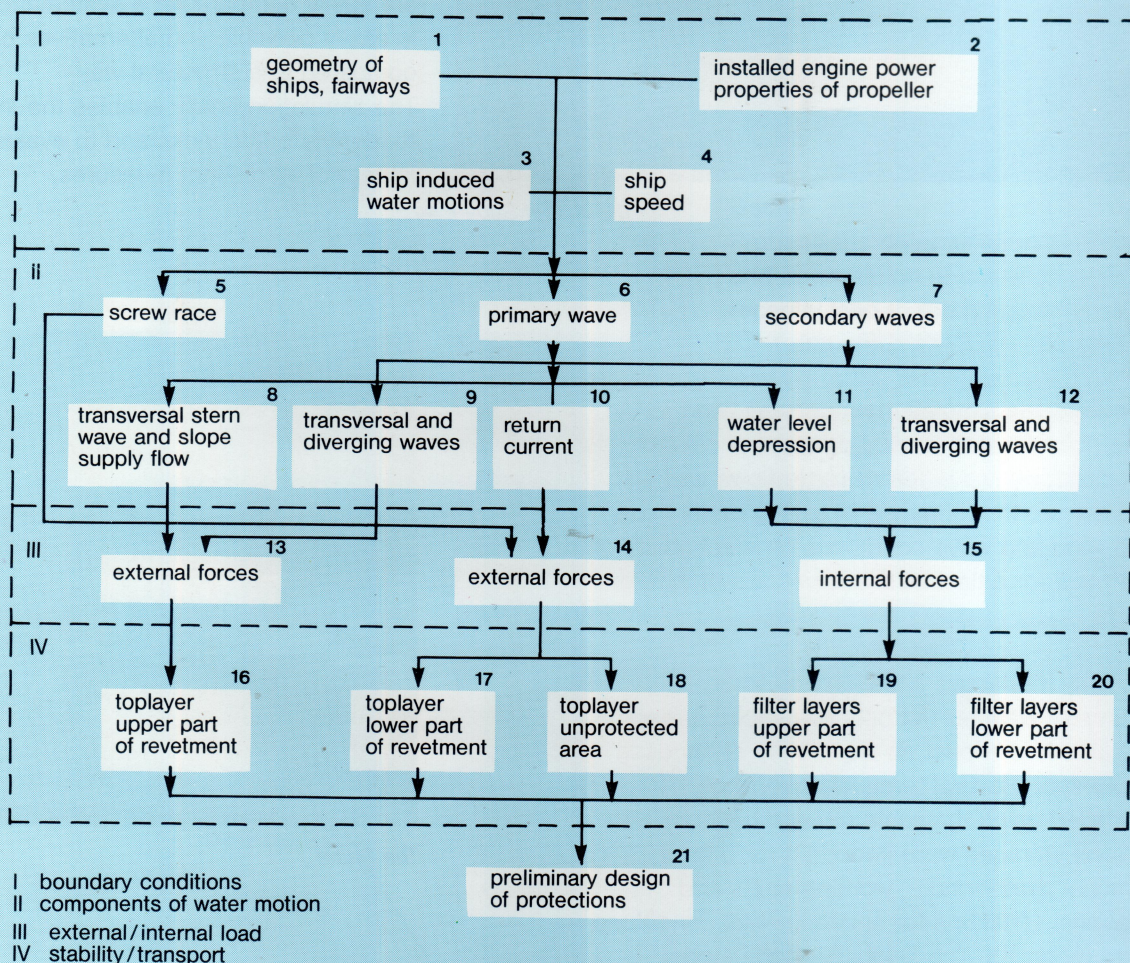 I
1
geometry of
ships, fairways
2
installed engine power
properties of propeller
3
ship induced
water motions
4
ship
speed
ii
5
screw race
6
primary wave
7
secondary waves
8
transversal stern
wave and slope
supply flow
9
transversal and
diverging waves
10
return
current
11
water level
depression
12
transversal and
diverging waves
III
13
external forces
14
external forces
15
internal forces
IV
16
toplayer
upper part
of revetment
17
toplayer
lower part
of revetment
18
toplayer
unprotected
area
19
filter layers
upper part
of revetment
20
filter layers
lower part
of revetment
21
preliminary design
of protections
I boundary conditions
II components of water motion
III external/internal load
IV stability/transport